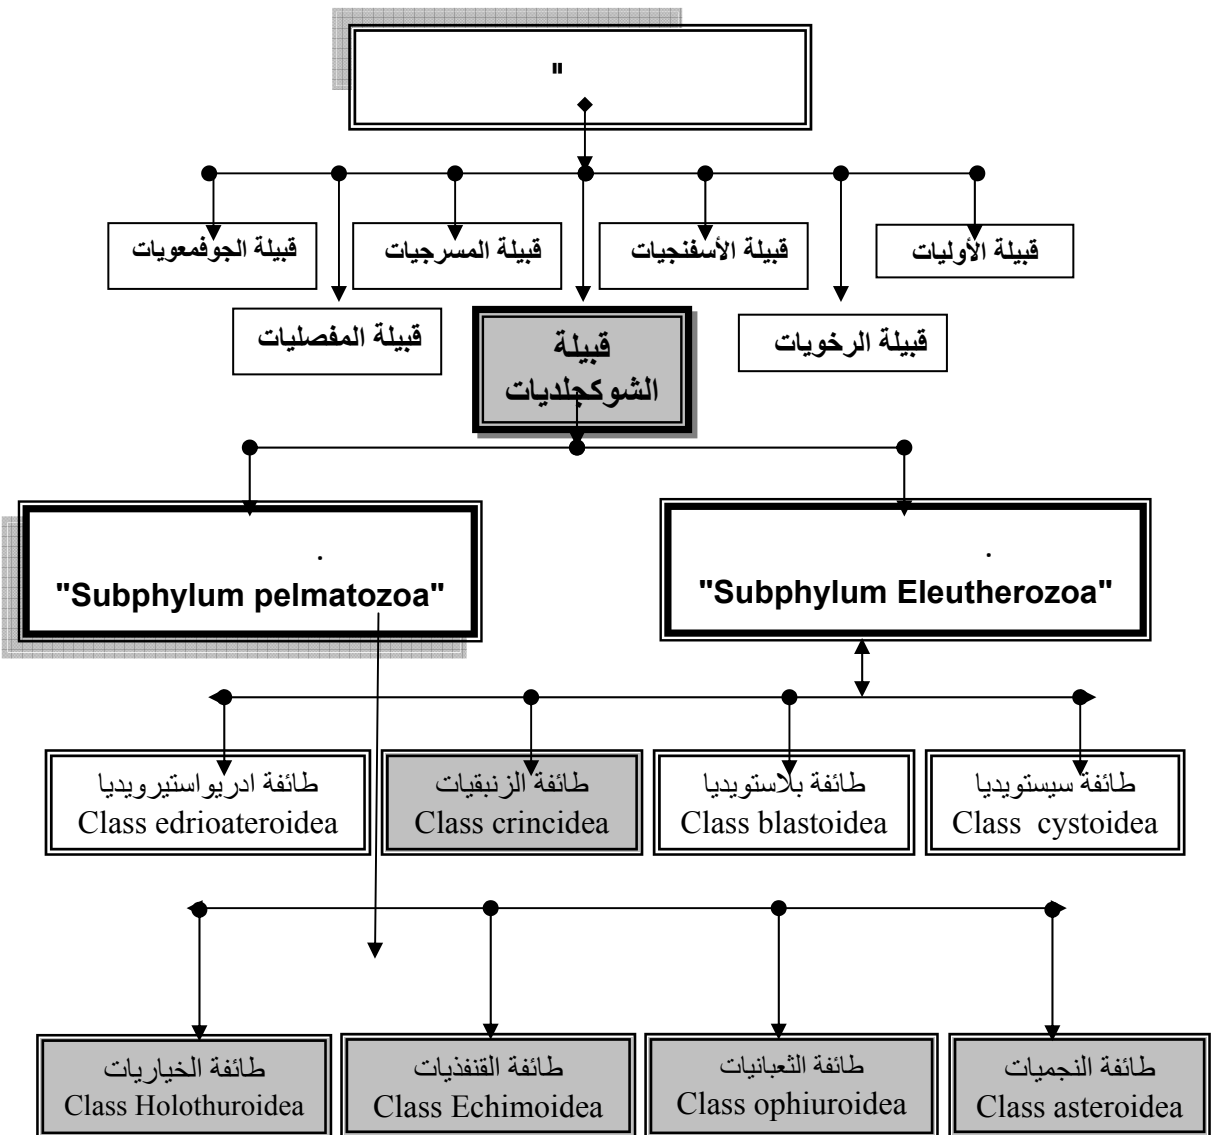 "
قبيلة الأوليات
قبيلة الأسفنجيات
قبيلة المسرجيات
قبيلة الجوفمعويات
قبيلة الرخويات
قبيلة
الشوكجلديات
قبيلة المفصليات
.
"Subphylum Eleutherozoa"
.
"Subphylum pelmatozoa"
طائفة سيستويديا
Class cystoidea
طائفة بلاستويديا
Class blastoidea
طائفة الزنبقيات
Class crincidea
طائفة ادريواستيرويديا
Class edrioateroidea
طائفة النجميات
Class asteroidea
طائفة الثعبانيات
Class ophiuroidea
طائفة القنفذيات
Class Echimoidea
طائفة الخياريات
Class Holothuroidea